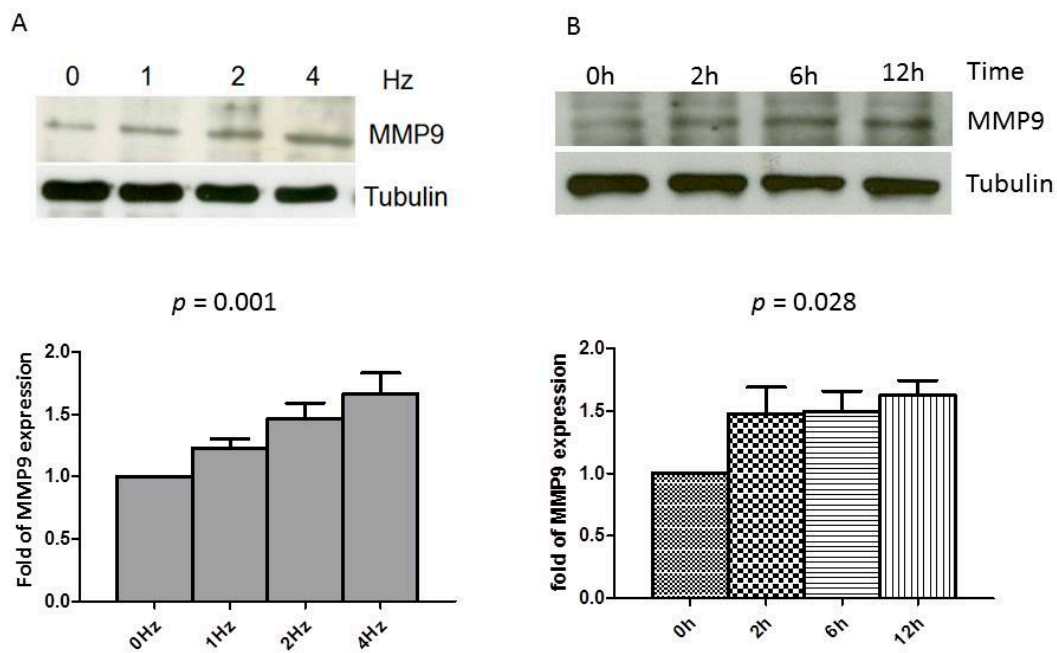 A
0 1 2 4 Hz
MMP9
Tubulin
p = 0.001
Fold of MMP9 expression
2.0
1.5
1.0
0.5
0.0
0Hz 1Hz 2Hz 4Hz
B
0h 2h 6h 12h Time
MMP9
Tubulin
p = 0.028
fold of MMP9 expression
2.0
1.5
1.0
0.5
0.0
0h 2h 6h 12h